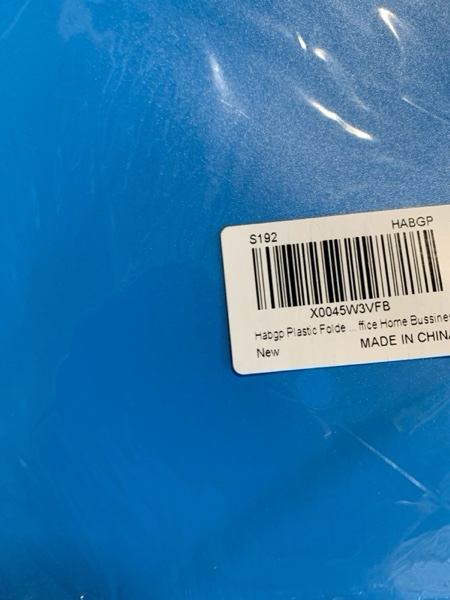 S192 HABGP
X0045W3VFB
Habgp Plastic Folde ... ffice Home Bussine
New MADE IN CHINA